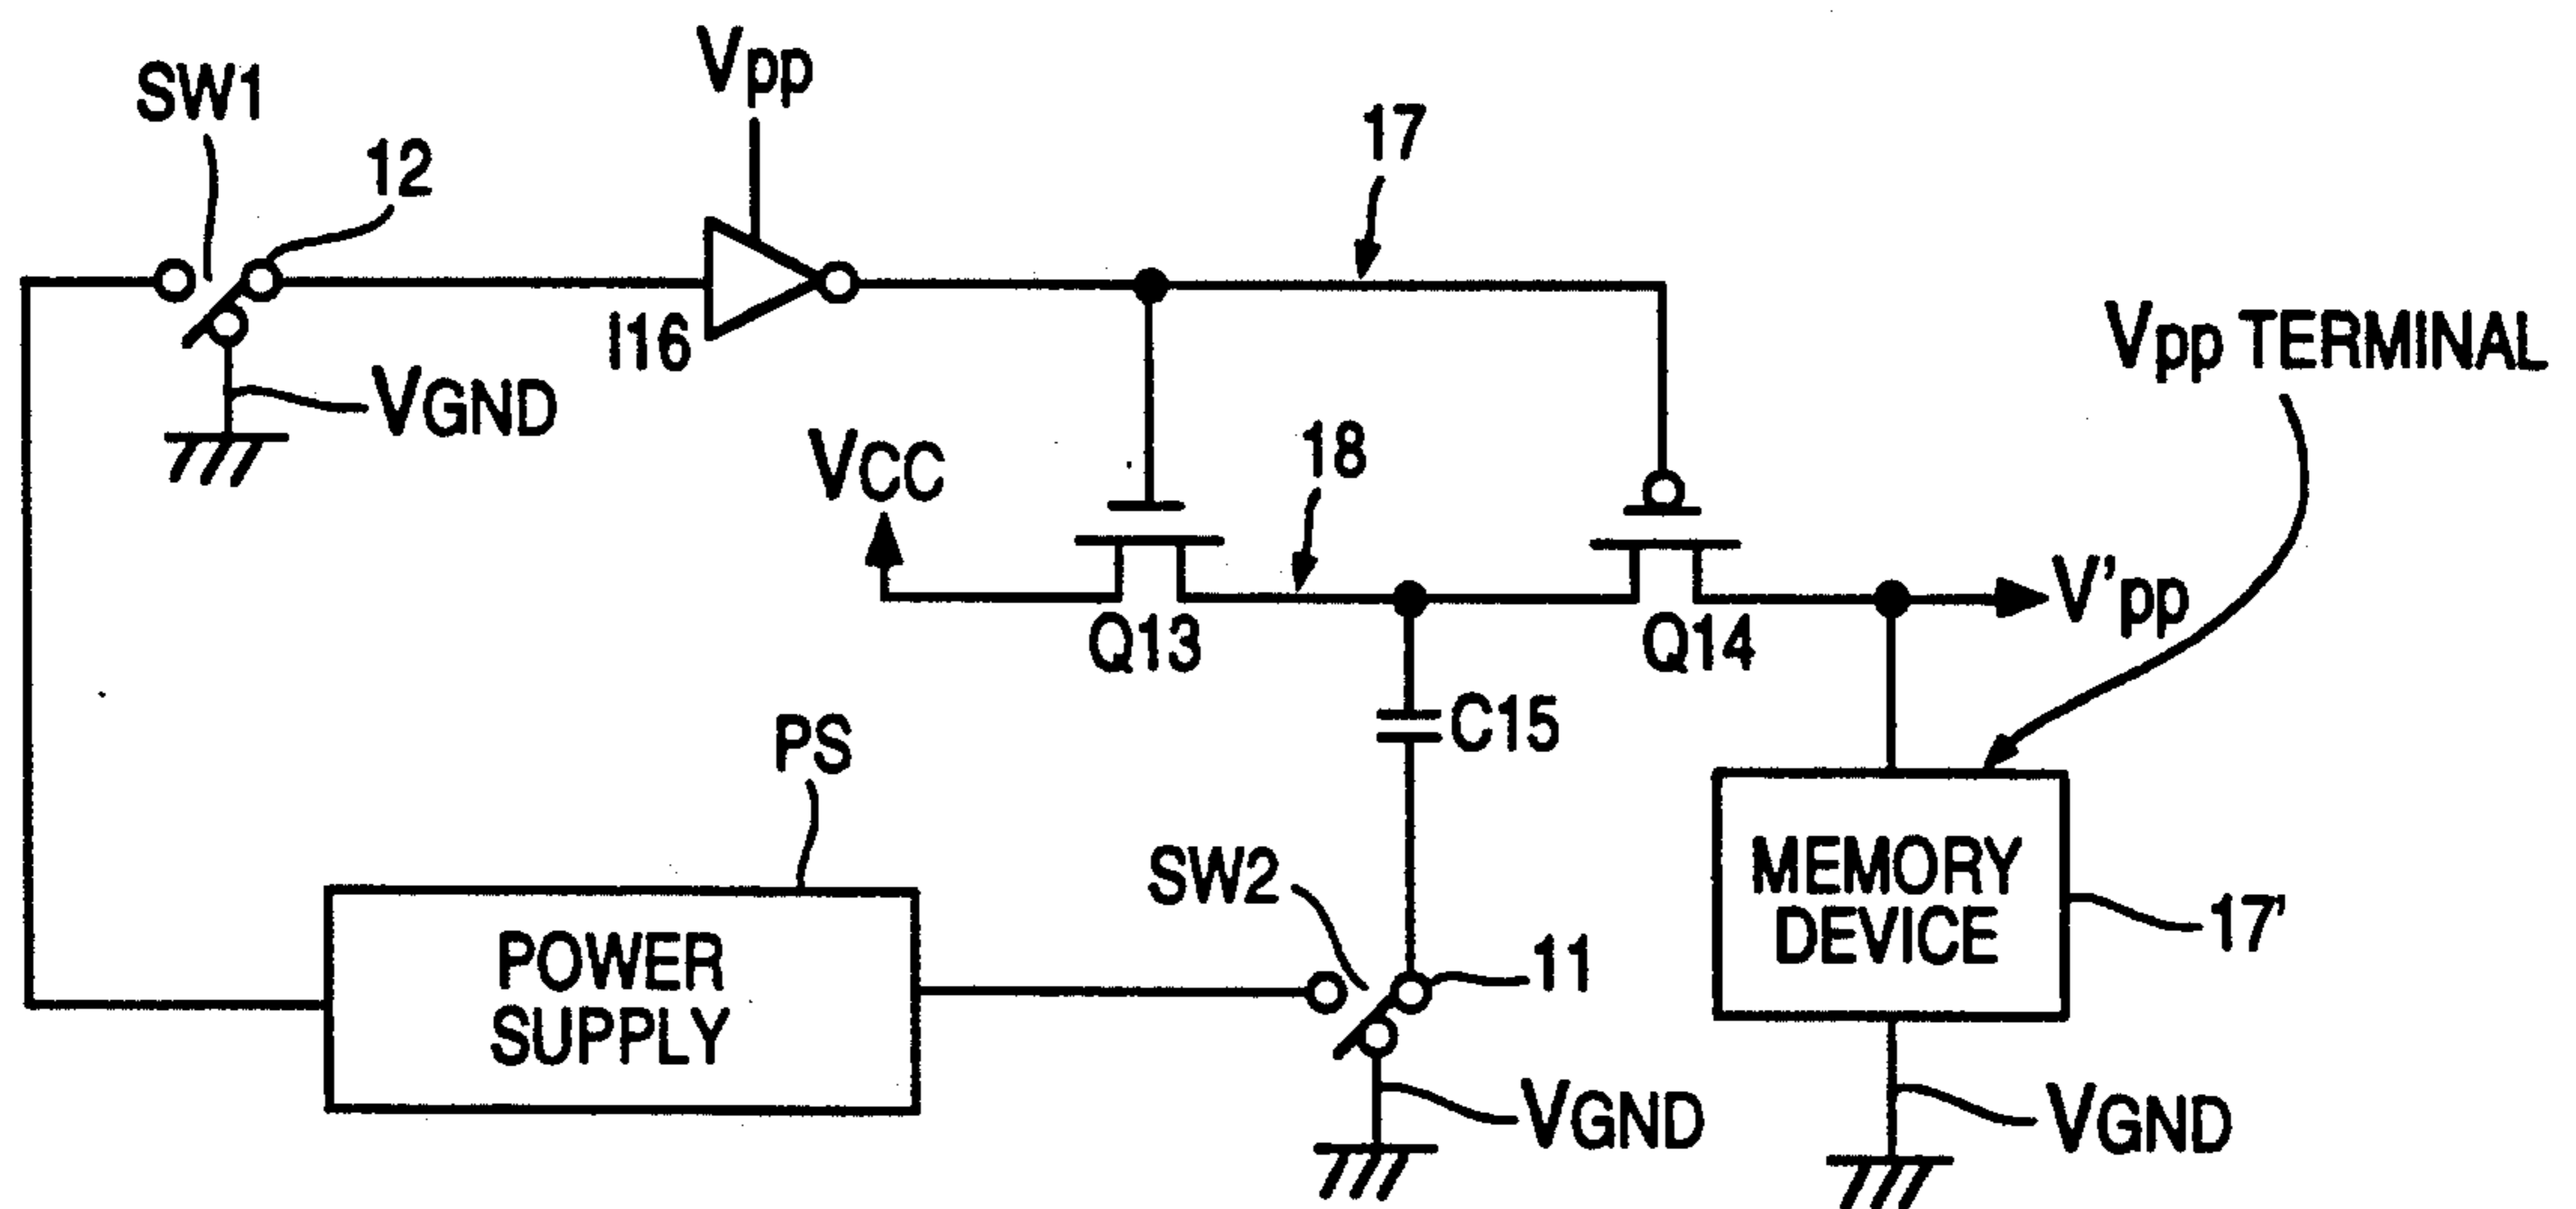 SW1
12
Vpp
17
I16
VGND
Vpp TERMINAL
VCC
18
Q13
Q14
V'pp
C15
PS
POWER
SUPPLY
SW2
11
VGND
MEMORY
DEVICE
17'
VGND